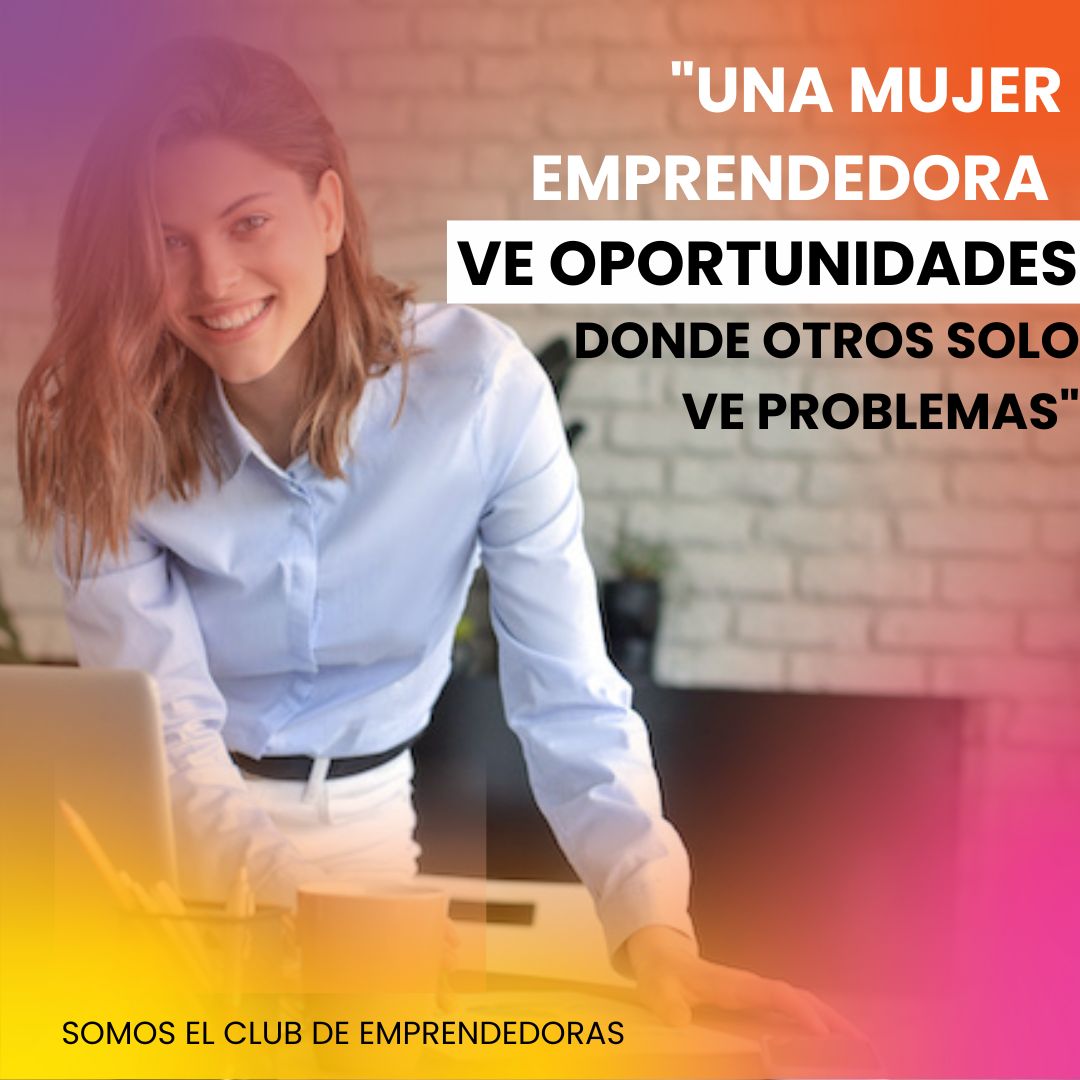 "UNA MUJER
EMPRENDEDORA
VE OPORTUNIDADES
DONDE OTROS SOLO
VE PROBLEMAS"
SOMOS EL CLUB DE EMPRENDEDORAS